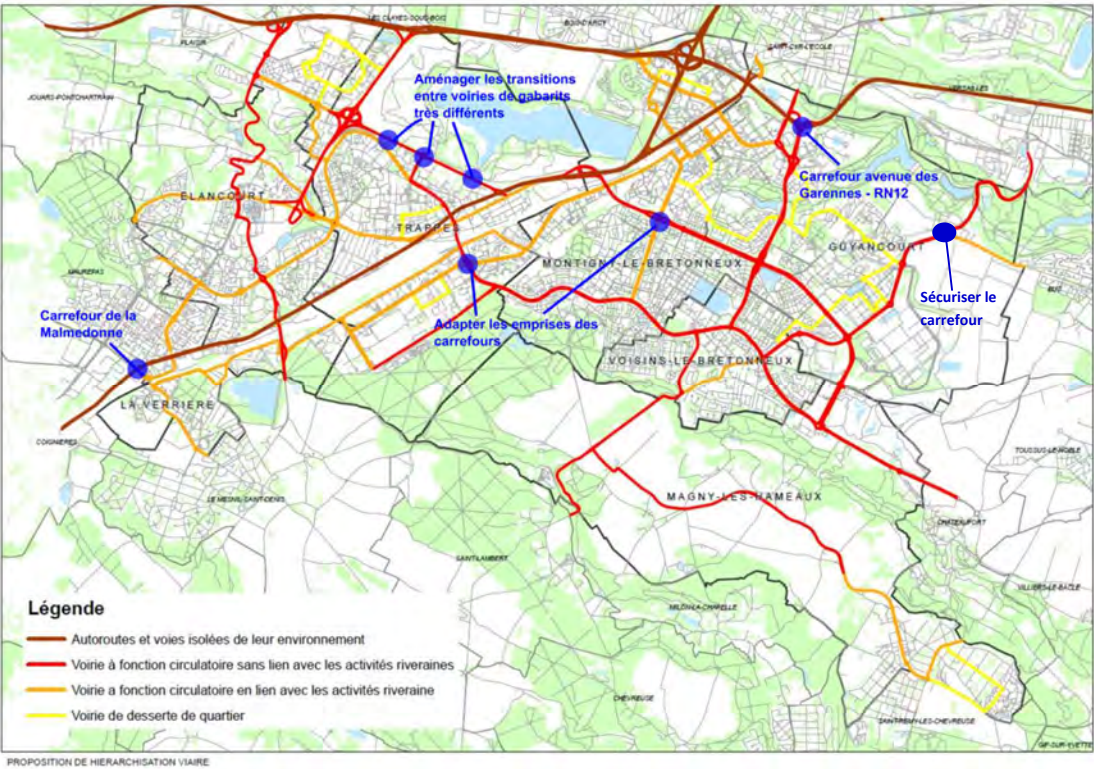 LES CLAYES-SOUS-BOIS
BOIS-D'ARCY
PLAISIR
SAINT-CYR-L'ECOLE
JOUARS-PONTCHARTRAIN
VERSAILLES
Aménager les transitions
entre voiries de gabarits
très différents
Carrefour avenue des
Garennes - RN12
ELANCOURT
TRAPPES
MONTIGNY-LE-BRETONNEUX
GUYANCOURT
MAUREPAS
BUC
Sécuriser le
carrefour
Carrefour de la
Malmedonne
Adapter les emprises des
carrefours
VOISINS-LE-BRETONNEUX
LA VERRIERE
COIGNIERES
TOUSSUS-LE-NOBLE
LE MESNIL-SAINT-DENIS
MAGNY-LES-HAMEAUX
CHATEAUFORT
SAINT-LAMBERT
VILLIERS-LE-BACLE
MILON-LA-CHAPELLE
CHEVREUSE
SAINT-REMY-LES-CHEVREUSE
GIF-SUR-YVETTE
Légende
Autoroutes et voies isolées de leur environnement
Voirie à fonction circulatoire sans lien avec les activités riveraines
Voirie a fonction circulatoire en lien avec les activités riveraine
Voirie de desserte de quartier
PROPOSITION DE HIERARCHISATION VIAIRE